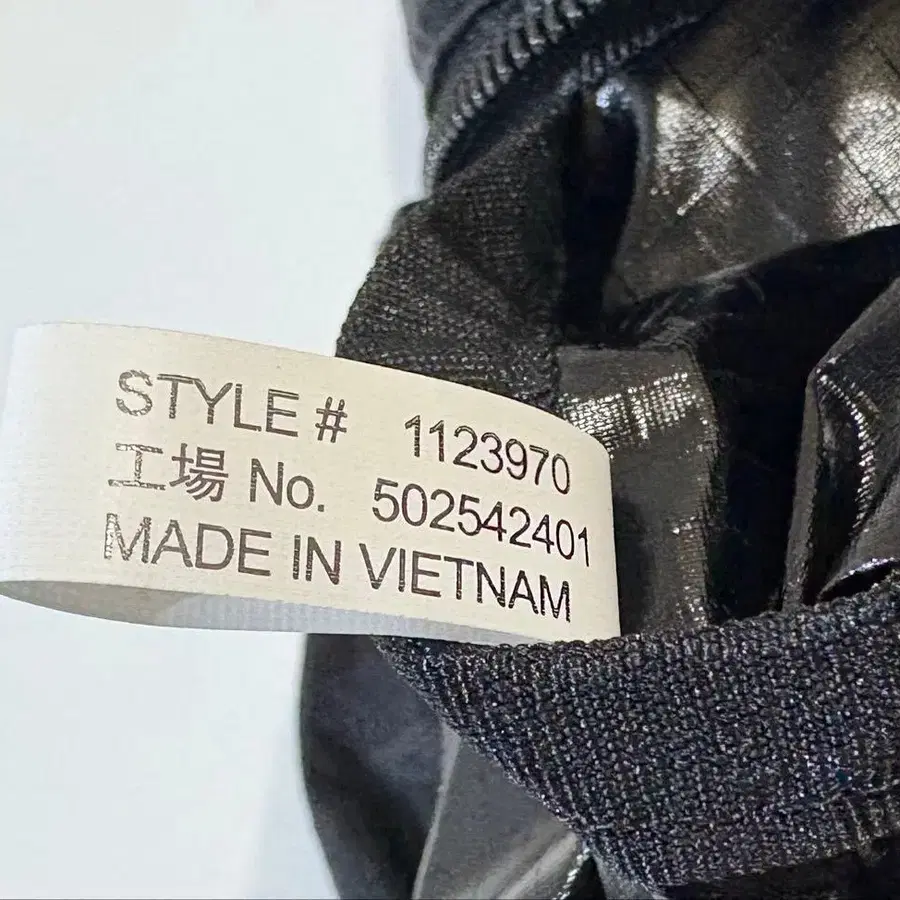 STYLE # 1123970
工場 No. 502542401
MADE IN VIETNAM